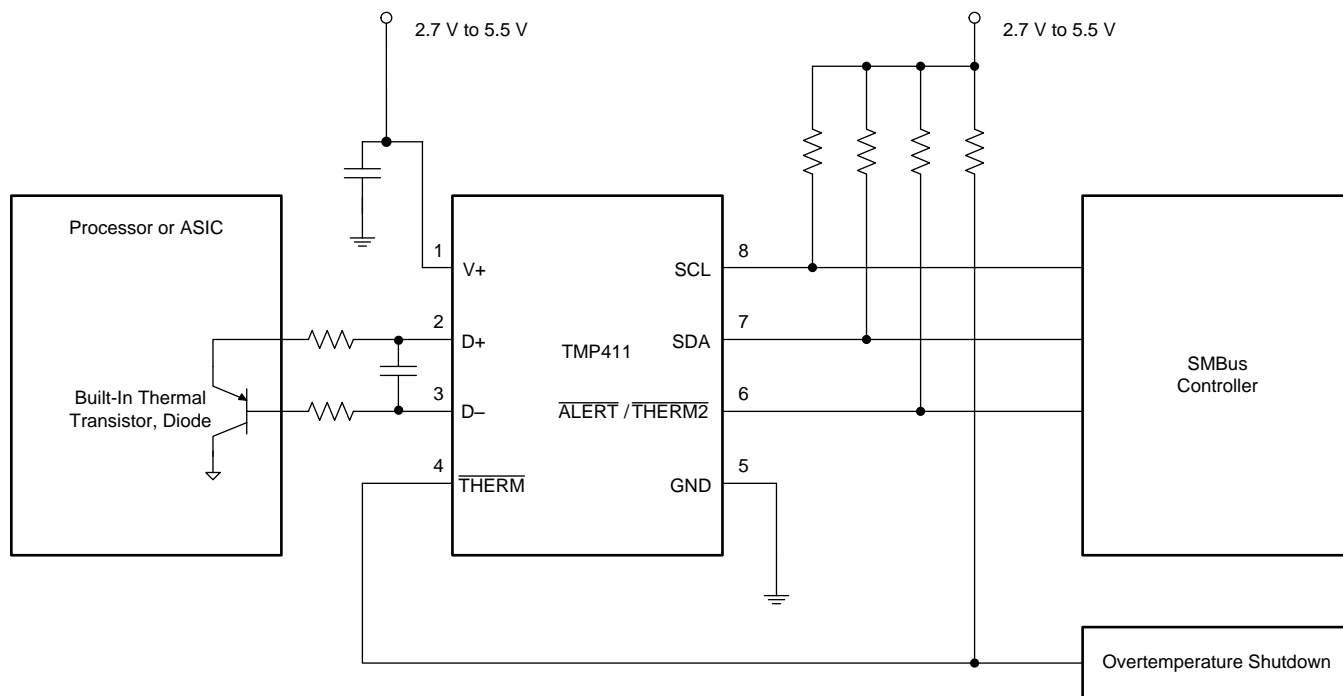 2.7 V to 5.5 V
2.7 V to 5.5 V
Processor or ASIC
Built-In Thermal
Transistor, Diode
1
V+
2
D+
3
D–
4
THERM
TMP411
8
SCL
7
SDA
6
ALERT / THERM2
5
GND
SMBus
Controller
Overtemperature Shutdown